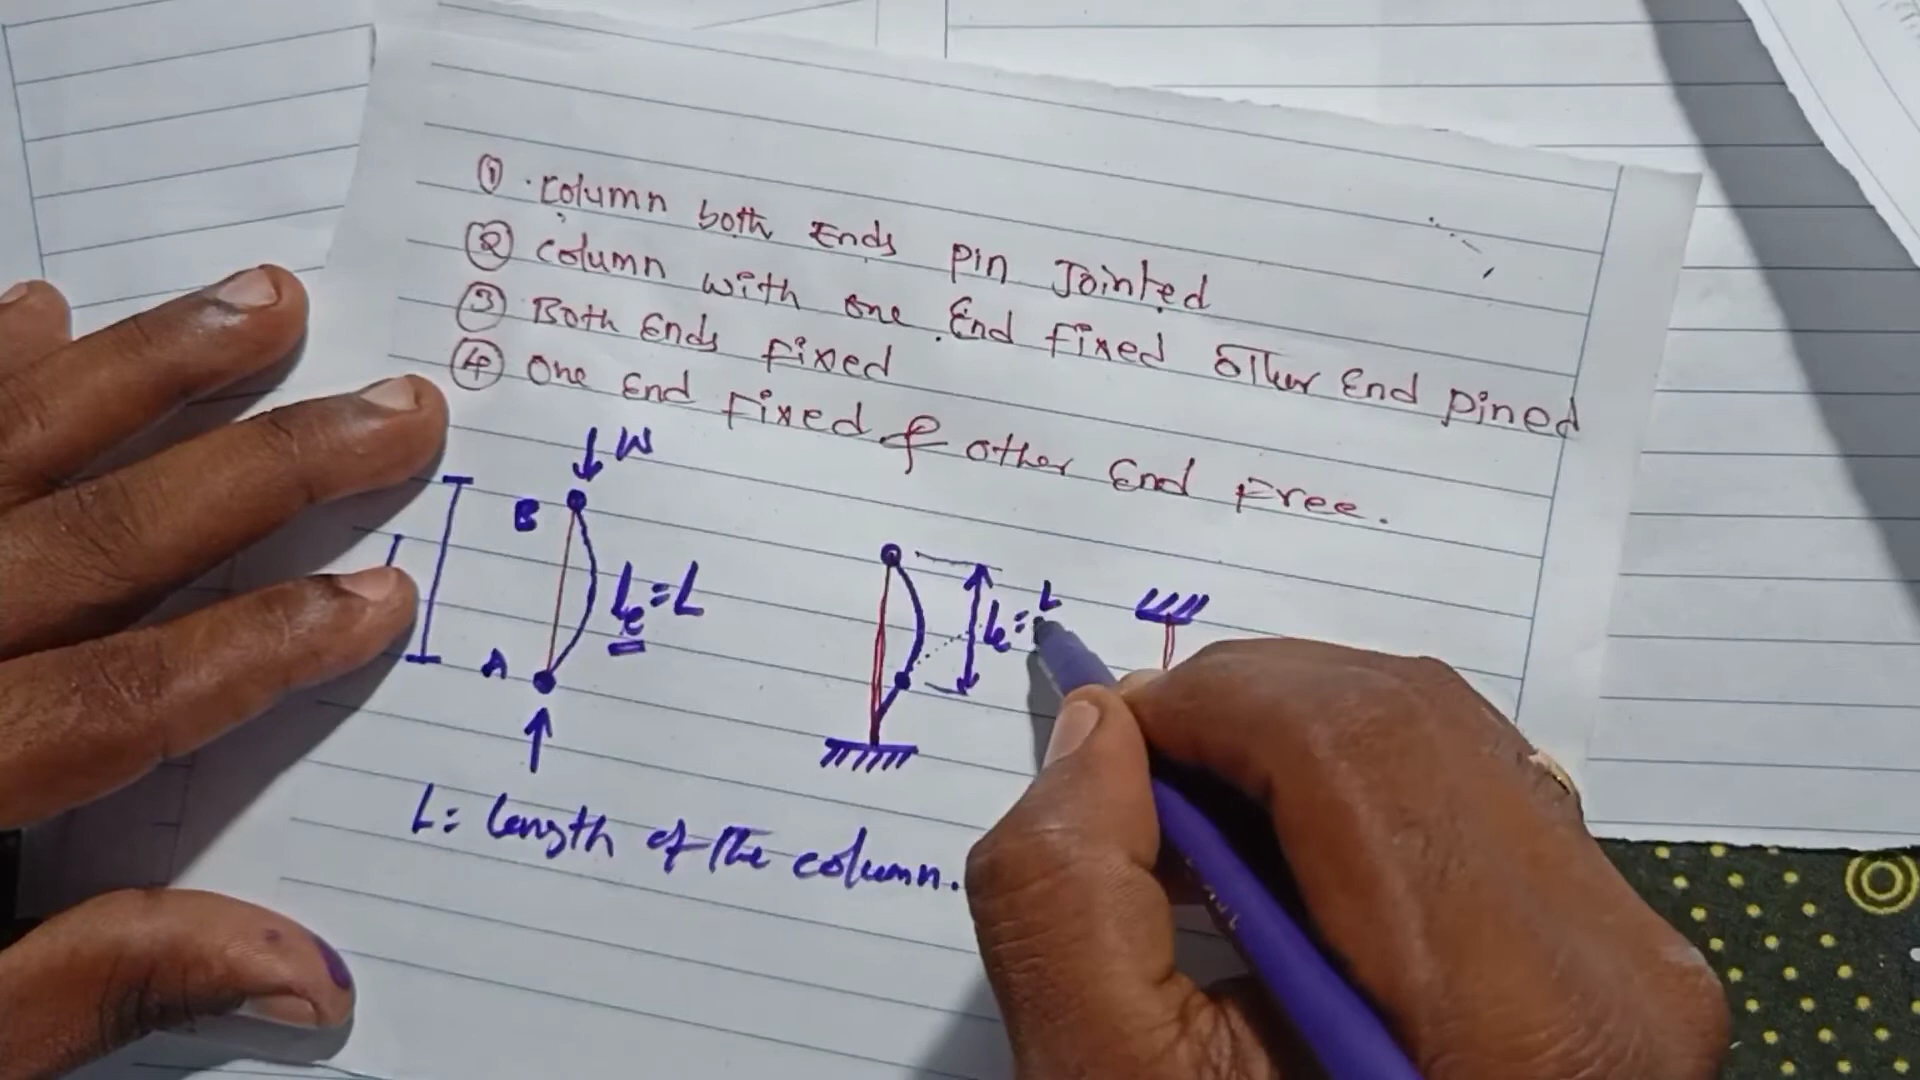 ① column both Ends pin Jointed
② column with one End fixed other End pined
③ Both Ends fixed
④ One End Fixed & other End Free.
W
B
Le = L
A
Le = L
L = length of the column.